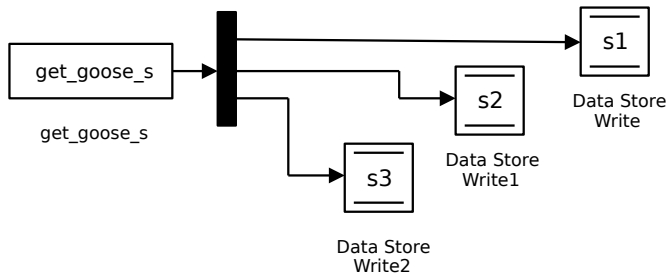 get_goose_s
get_goose_s
s1
Data Store
Write
s2
Data Store
Write1
s3
Data Store
Write2